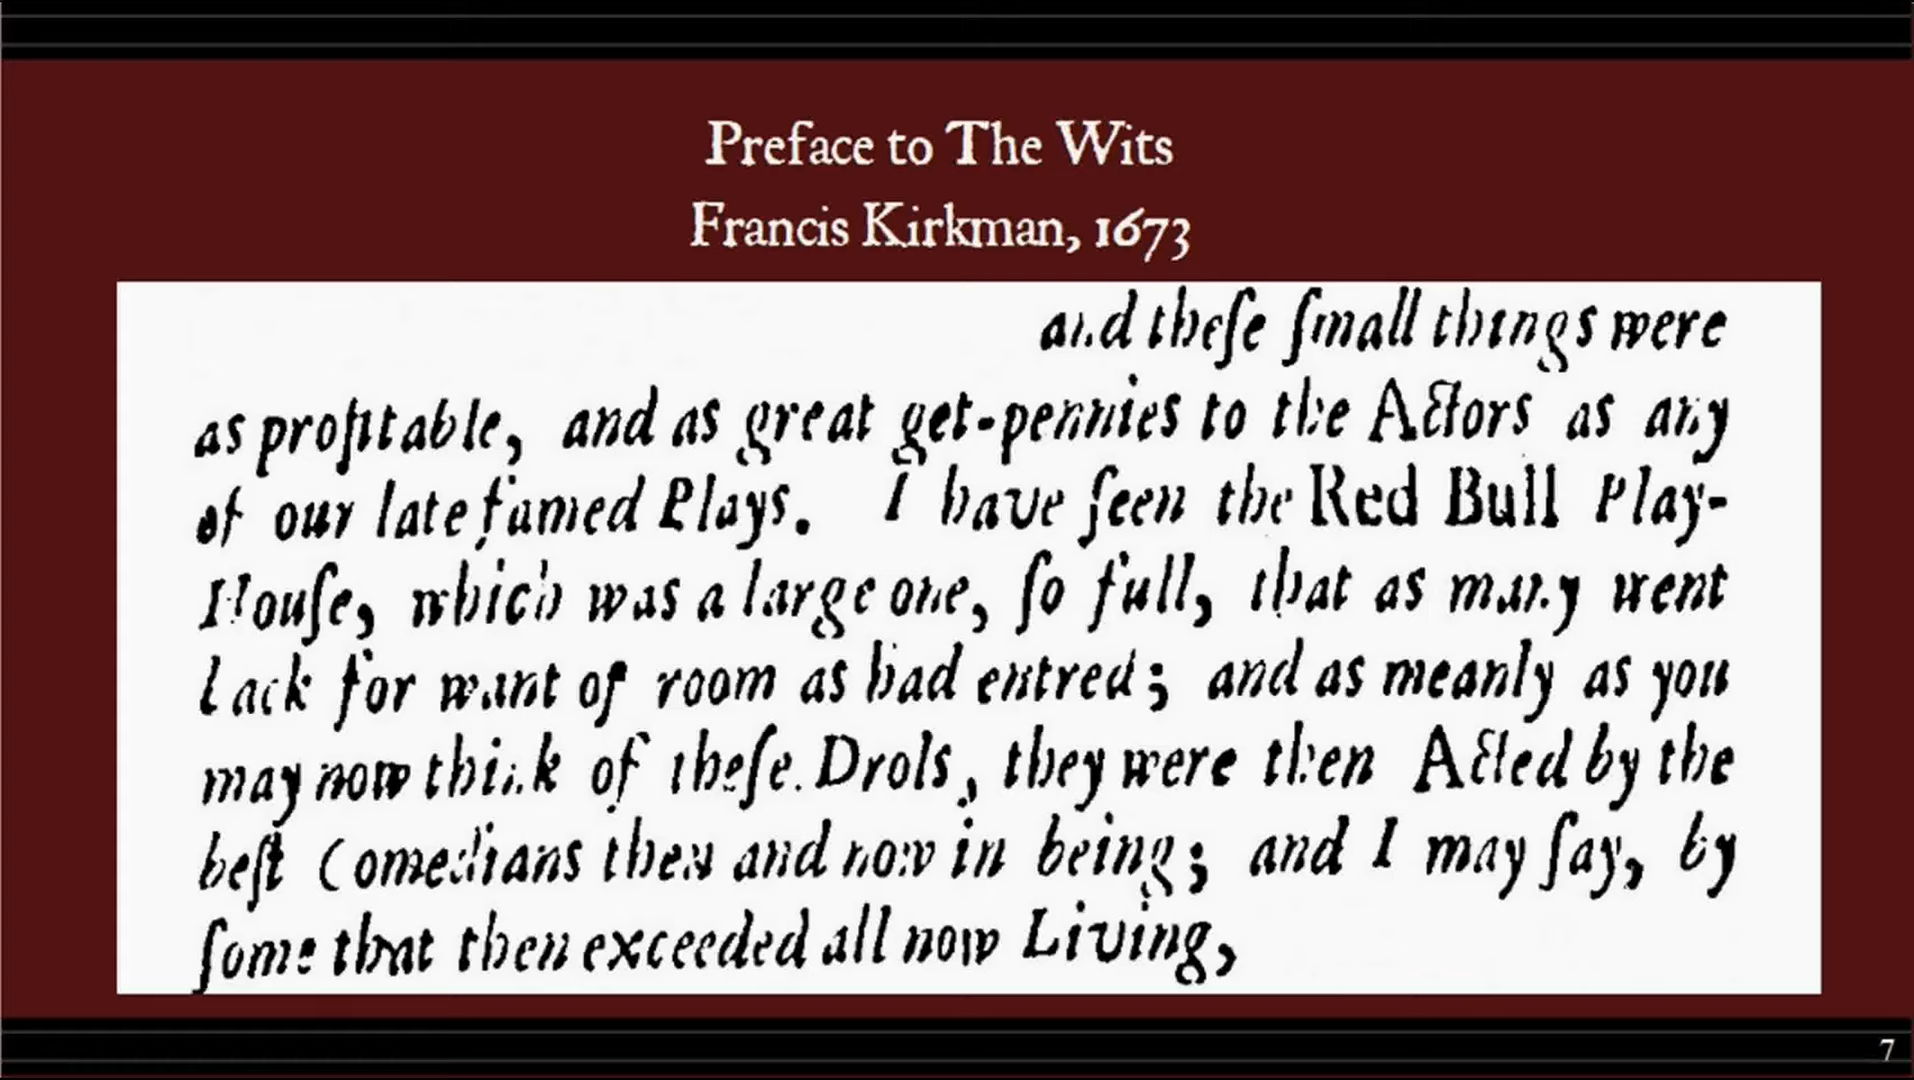 Preface to The Wits
Francis Kirkman, 1673
and theſe ſmall things were
as profitable, and as great get-pennies to the Actors as any
of our late famed Plays. I have ſeen the Red Bull Play-
Houſe, which was a large one, ſo full, that as many went
back for want of room as had entred; and as meanly as you
may now think of theſe Drols, they were then Acted by the
beſt Comedians then and now in being; and I may ſay, by
ſome that then exceeded all now Living,
7